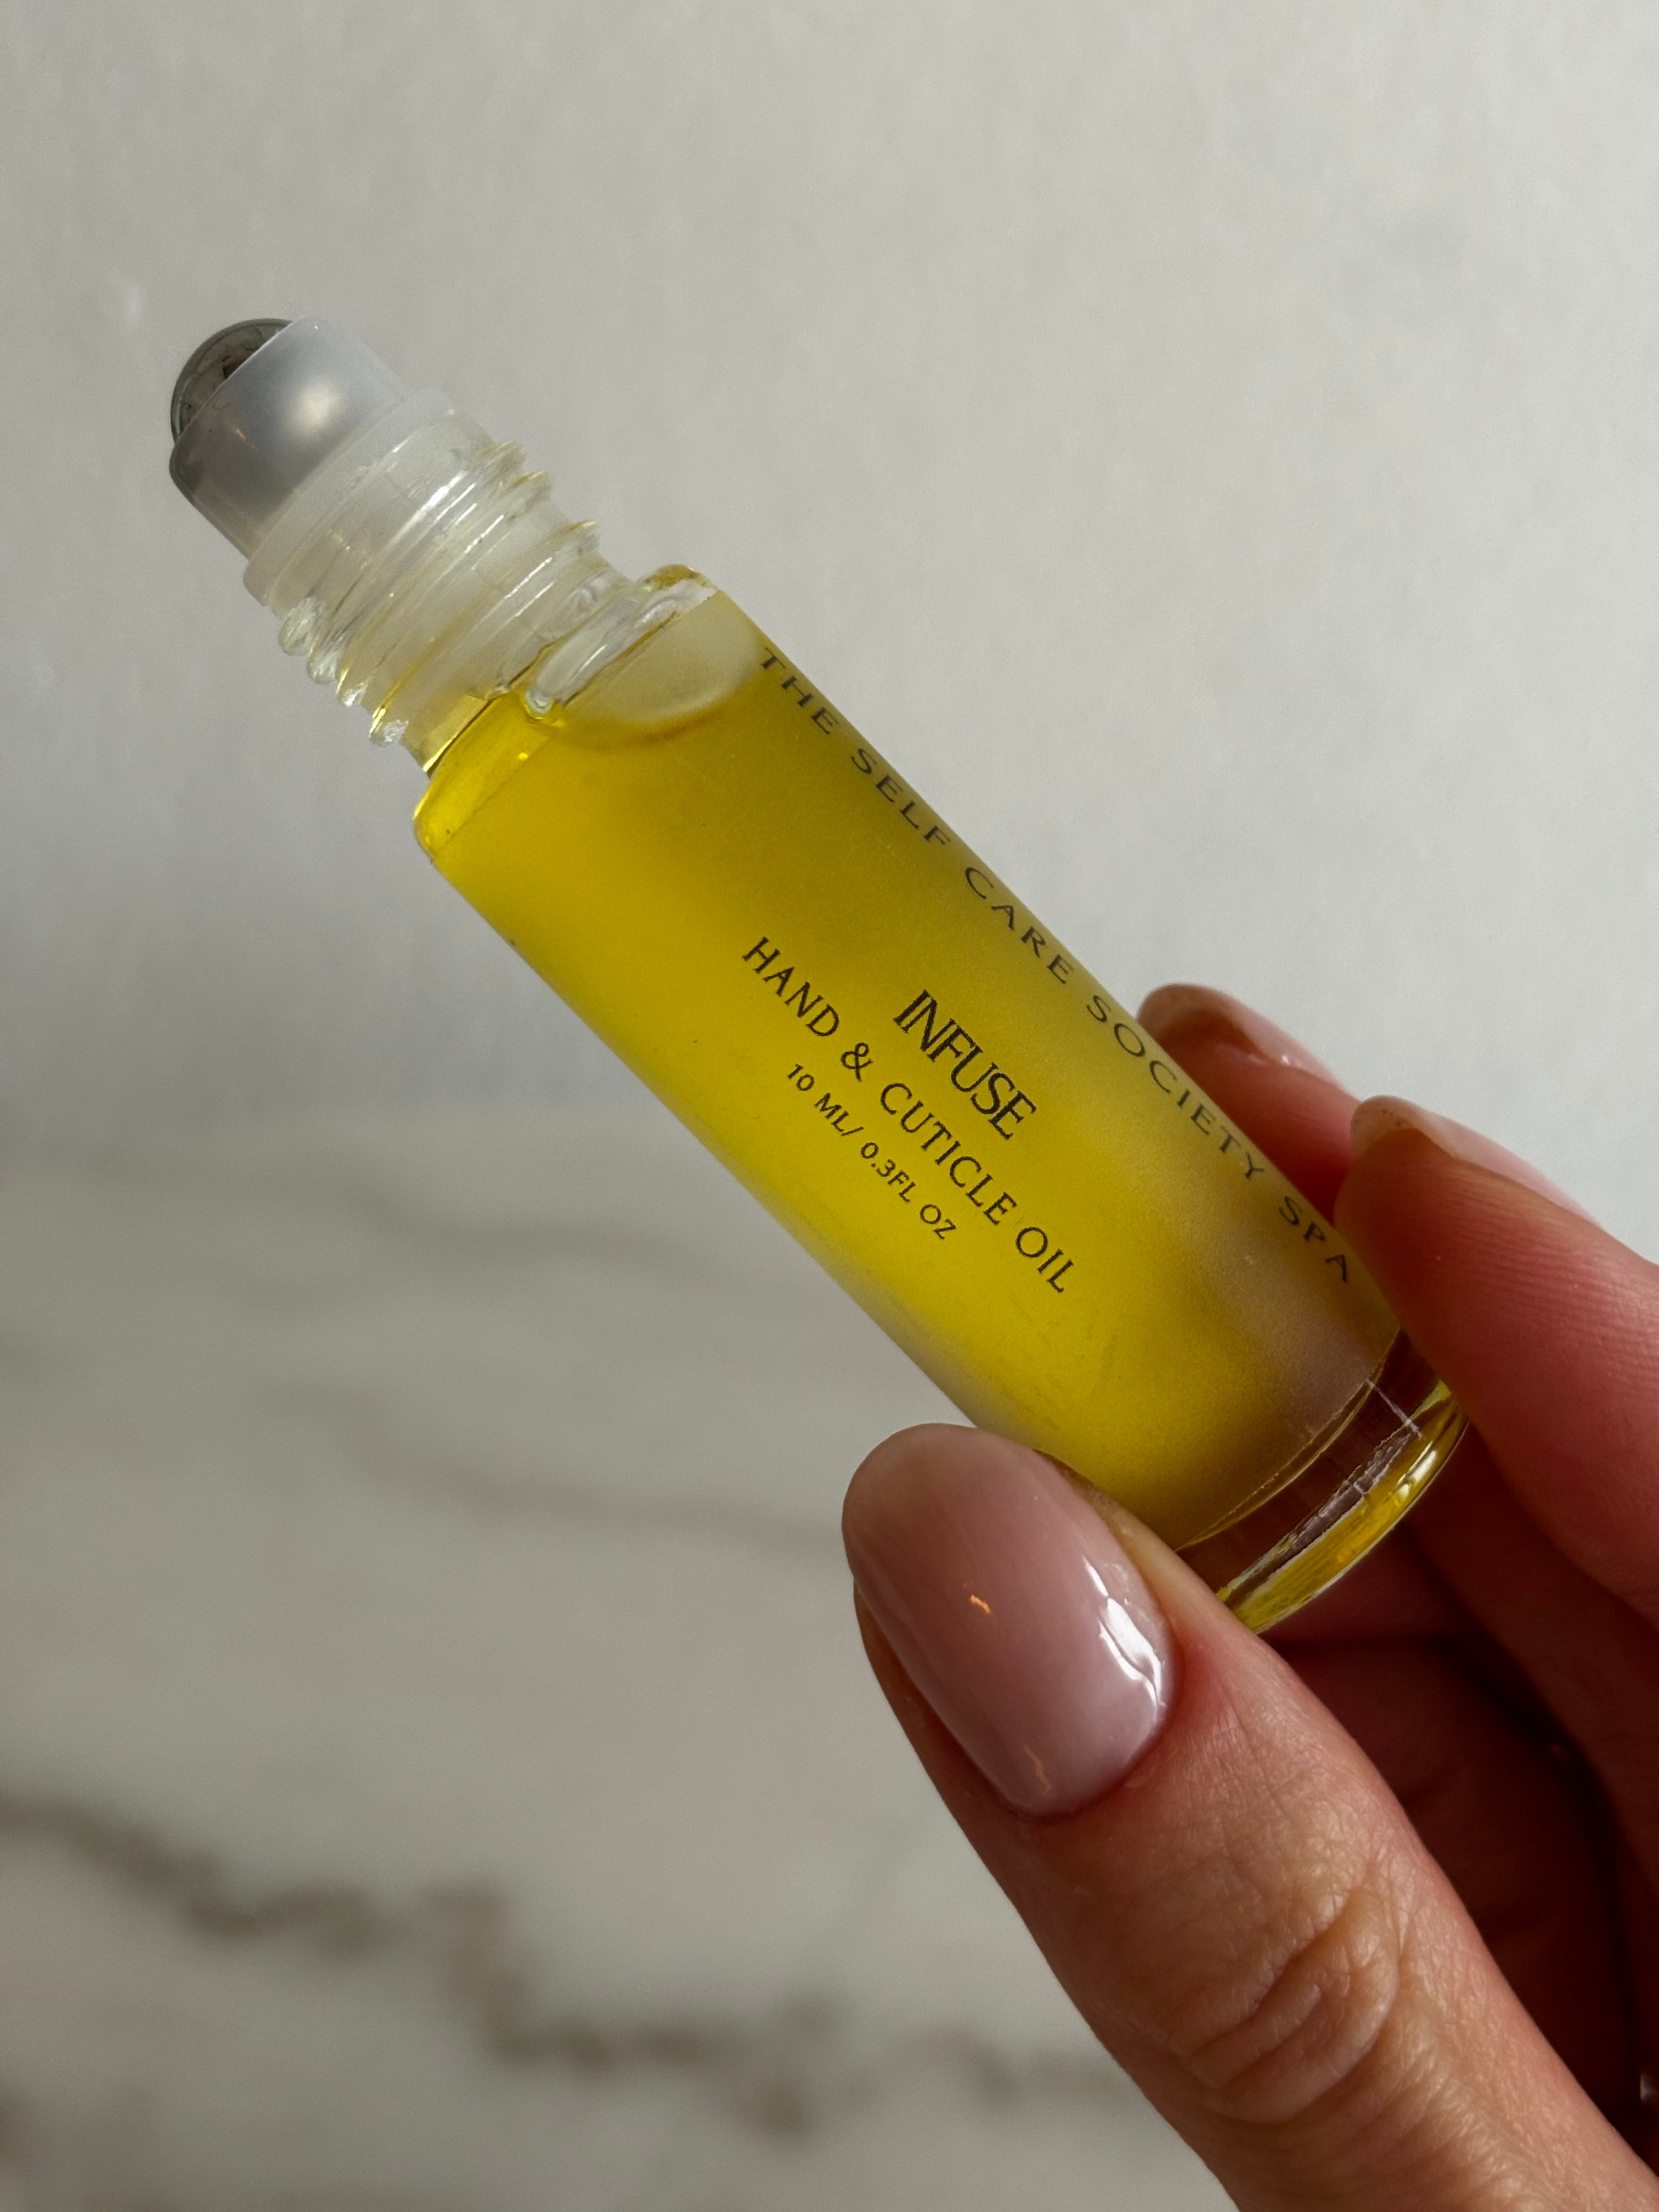 THE SELF CARE SOCIETY SPA
INFUSE
HAND & CUTICLE OIL
10 ML/ 0.3FL OZ